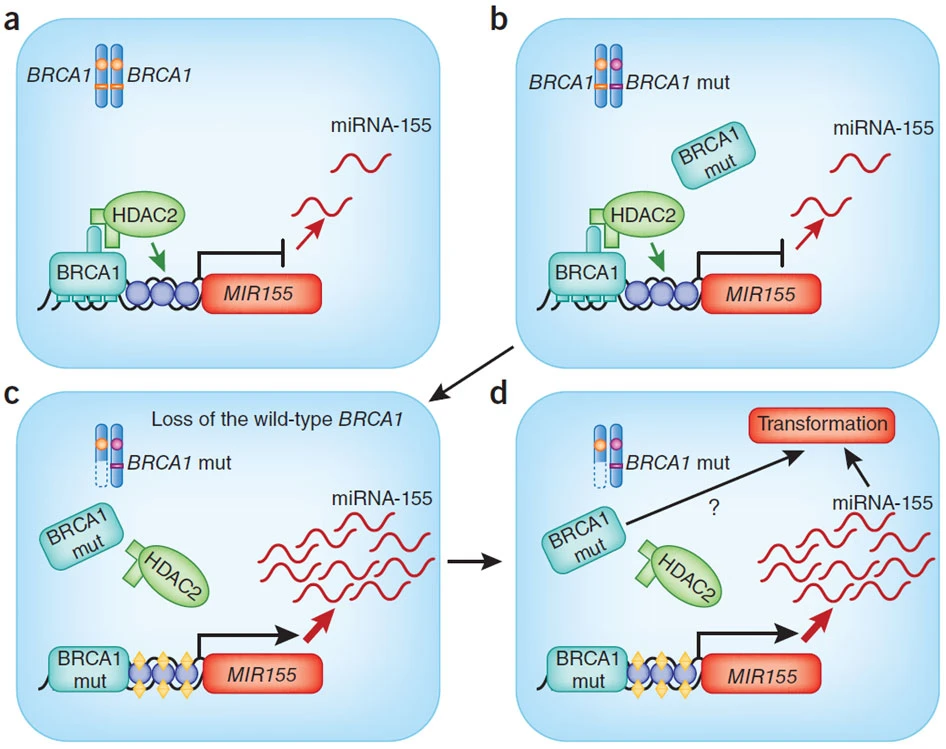 a
BRCA1 BRCA1
miRNA-155
HDAC2
BRCA1
MIR155
b
BRCA1 BRCA1 mut
miRNA-155
BRCA1
mut
HDAC2
BRCA1
MIR155
c
Loss of the wild-type BRCA1
BRCA1 mut
miRNA-155
BRCA1
mut
HDAC2
BRCA1
mut
MIR155
d
Transformation
BRCA1 mut
miRNA-155
?
BRCA1
mut
HDAC2
BRCA1
mut
MIR155